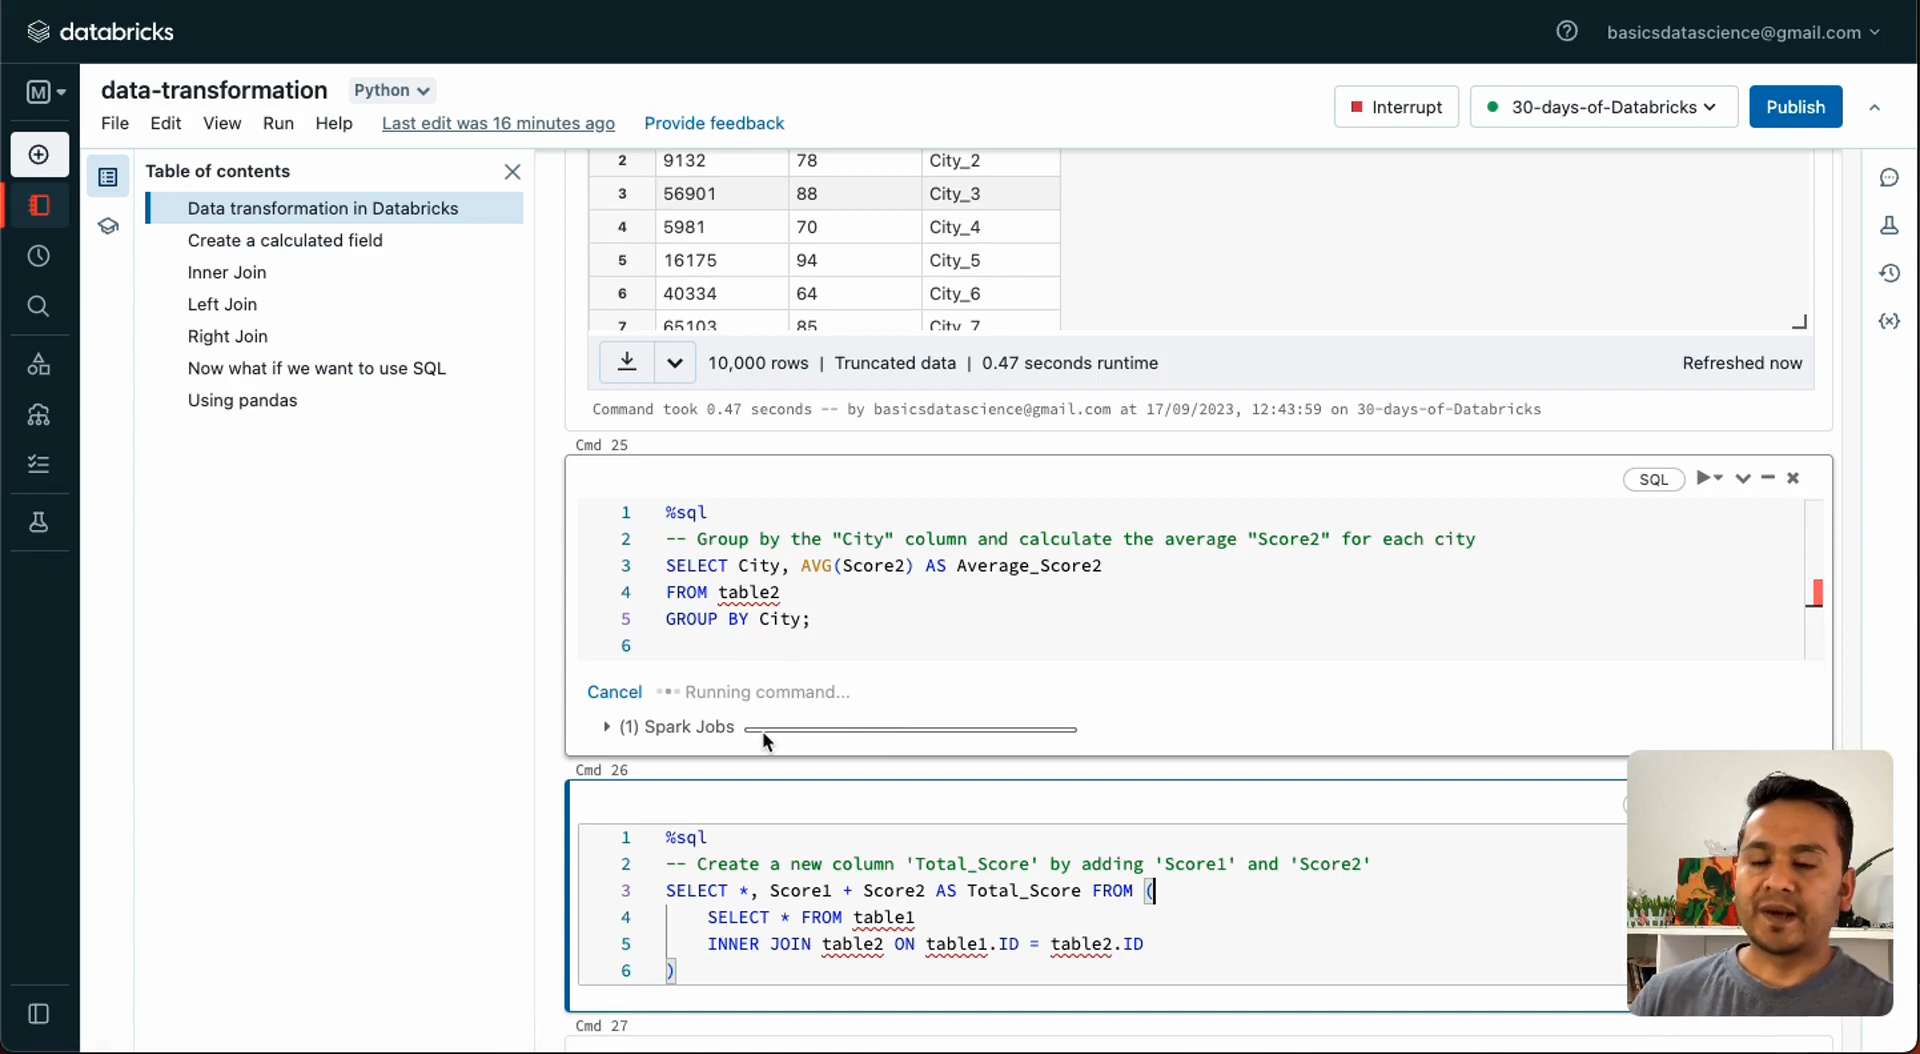 databricks
basicsdatascience@gmail.com
M
data-transformation Python
File Edit View Run Help Last edit was 16 minutes ago Provide feedback
Interrupt
30-days-of-Databricks
Publish
Table of contents
Data transformation in Databricks
Create a calculated field
Inner Join
Left Join
Right Join
Now what if we want to use SQL
Using pandas
2 9132 78 City_2
3 56901 88 City_3
4 5981 70 City_4
5 16175 94 City_5
6 40334 64 City_6
7 65103 85 City_7
10,000 rows | Truncated data | 0.47 seconds runtime Refreshed now
Command took 0.47 seconds -- by basicsdatascience@gmail.com at 17/09/2023, 12:43:59 on 30-days-of-Databricks
Cmd 25
SQL
1 %sql
2 -- Group by the "City" column and calculate the average "Score2" for each city
3 SELECT City, AVG(Score2) AS Average_Score2
4 FROM table2
5 GROUP BY City;
6
Cancel Running command...
(1) Spark Jobs
Cmd 26
1 %sql
2 -- Create a new column 'Total_Score' by adding 'Score1' and 'Score2'
3 SELECT *, Score1 + Score2 AS Total_Score FROM (
4 SELECT * FROM table1
5 INNER JOIN table2 ON table1.ID = table2.ID
6 )
Cmd 27